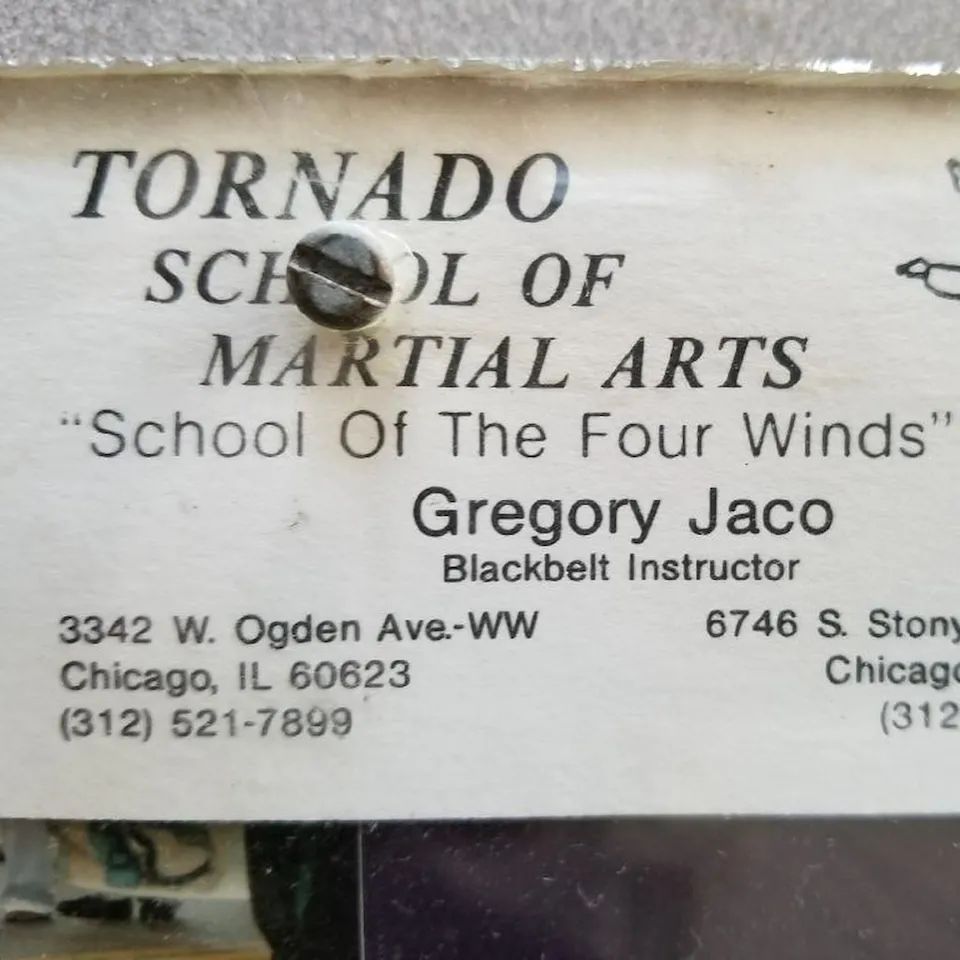 TORNADO
SCHOOL OF
MARTIAL ARTS
"School Of The Four Winds"
Gregory Jaco
Blackbelt Instructor
3342 W. Ogden Ave.-WW
Chicago, IL 60623
(312) 521-7899
6746 S. Stony
Chicago
(312